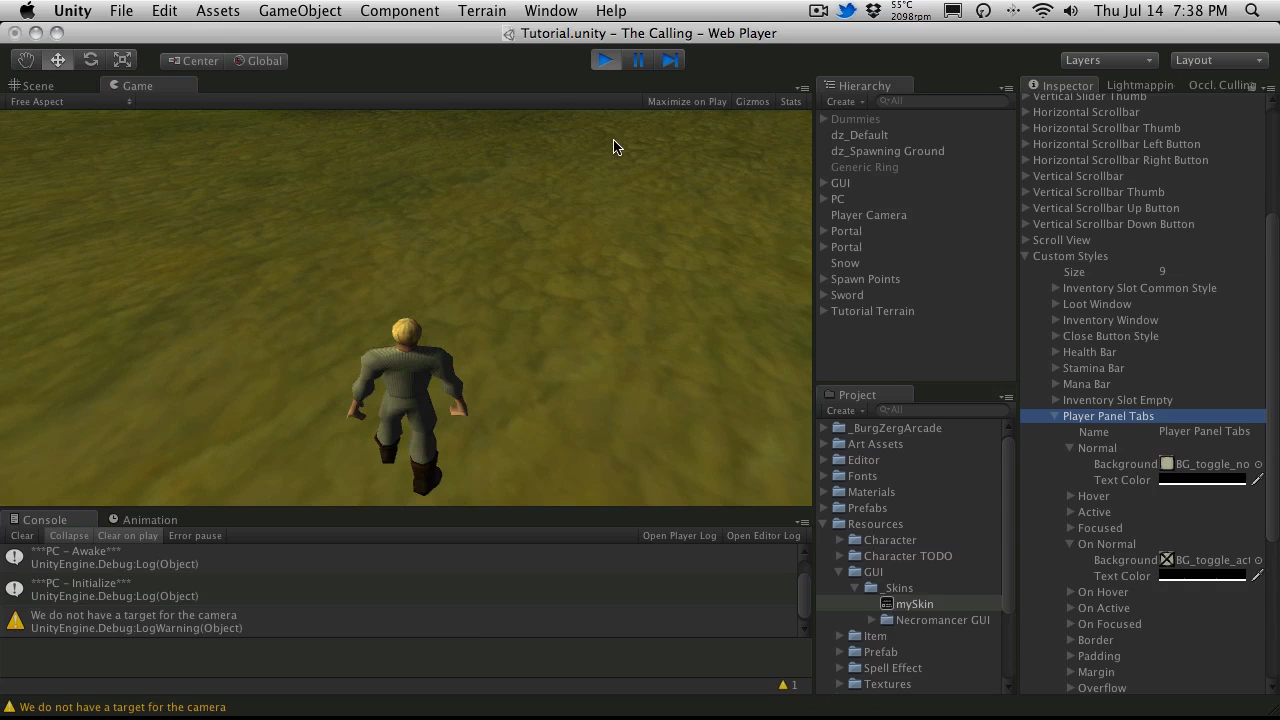 Unity File Edit Assets GameObject Component Terrain Window Help 55°C 2098rpm Thu Jul 14 7:38 PM
Tutorial.unity - The Calling - Web Player
Center Global Layers Layout
Scene Game
Free Aspect Maximize on Play Gizmos Stats
Hierarchy
Create All
Dummies
dz_Default
dz_Spawning Ground
Generic Ring
GUI
PC
Player Camera
Portal
Portal
Snow
Spawn Points
Sword
Tutorial Terrain
Project
Create All
_BurgZergArcade
Art Assets
Editor
Fonts
Materials
Prefabs
Resources
Character
Character TODO
GUI
_Skins
mySkin
Necromancer GUI
Item
Prefab
Spell Effect
Textures
Inspector Lightmappin Occl. Culling
Vertical Slider Thumb
Horizontal Scrollbar
Horizontal Scrollbar Thumb
Horizontal Scrollbar Left Button
Horizontal Scrollbar Right Button
Vertical Scrollbar
Vertical Scrollbar Thumb
Vertical Scrollbar Up Button
Vertical Scrollbar Down Button
Scroll View
Custom Styles
Size 9
Inventory Slot Common Style
Loot Window
Inventory Window
Close Button Style
Health Bar
Stamina Bar
Mana Bar
Inventory Slot Empty
Player Panel Tabs
Name Player Panel Tabs
Normal
Background BG_toggle_no
Text Color
Hover
Active
Focused
On Normal
Background BG_toggle_act
Text Color
On Hover
On Active
On Focused
Border
Padding
Margin
Overflow
Console Animation
Clear Collapse Clear on play Error pause Open Player Log Open Editor Log
***PC - Awake***
UnityEngine.Debug:Log(Object)
***PC - Initialize***
UnityEngine.Debug:Log(Object)
We do not have a target for the camera
UnityEngine.Debug:LogWarning(Object)
1
We do not have a target for the camera